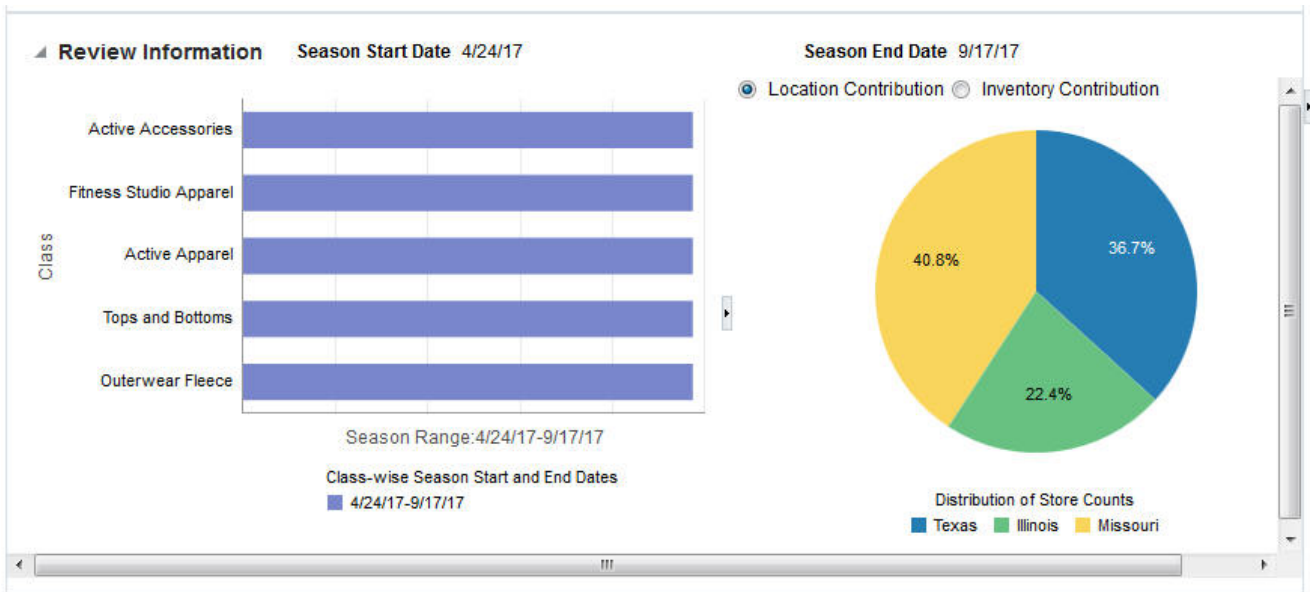 Review Information Season Start Date 4/24/17 Season End Date 9/17/17
Location Contribution Inventory Contribution
Class
Active Accessories
Fitness Studio Apparel
Active Apparel
Tops and Bottoms
Outerwear Fleece
Season Range:4/24/17-9/17/17
Class-wise Season Start and End Dates
4/24/17-9/17/17
36.7%
40.8%
22.4%
Distribution of Store Counts
Texas Illinois Missouri